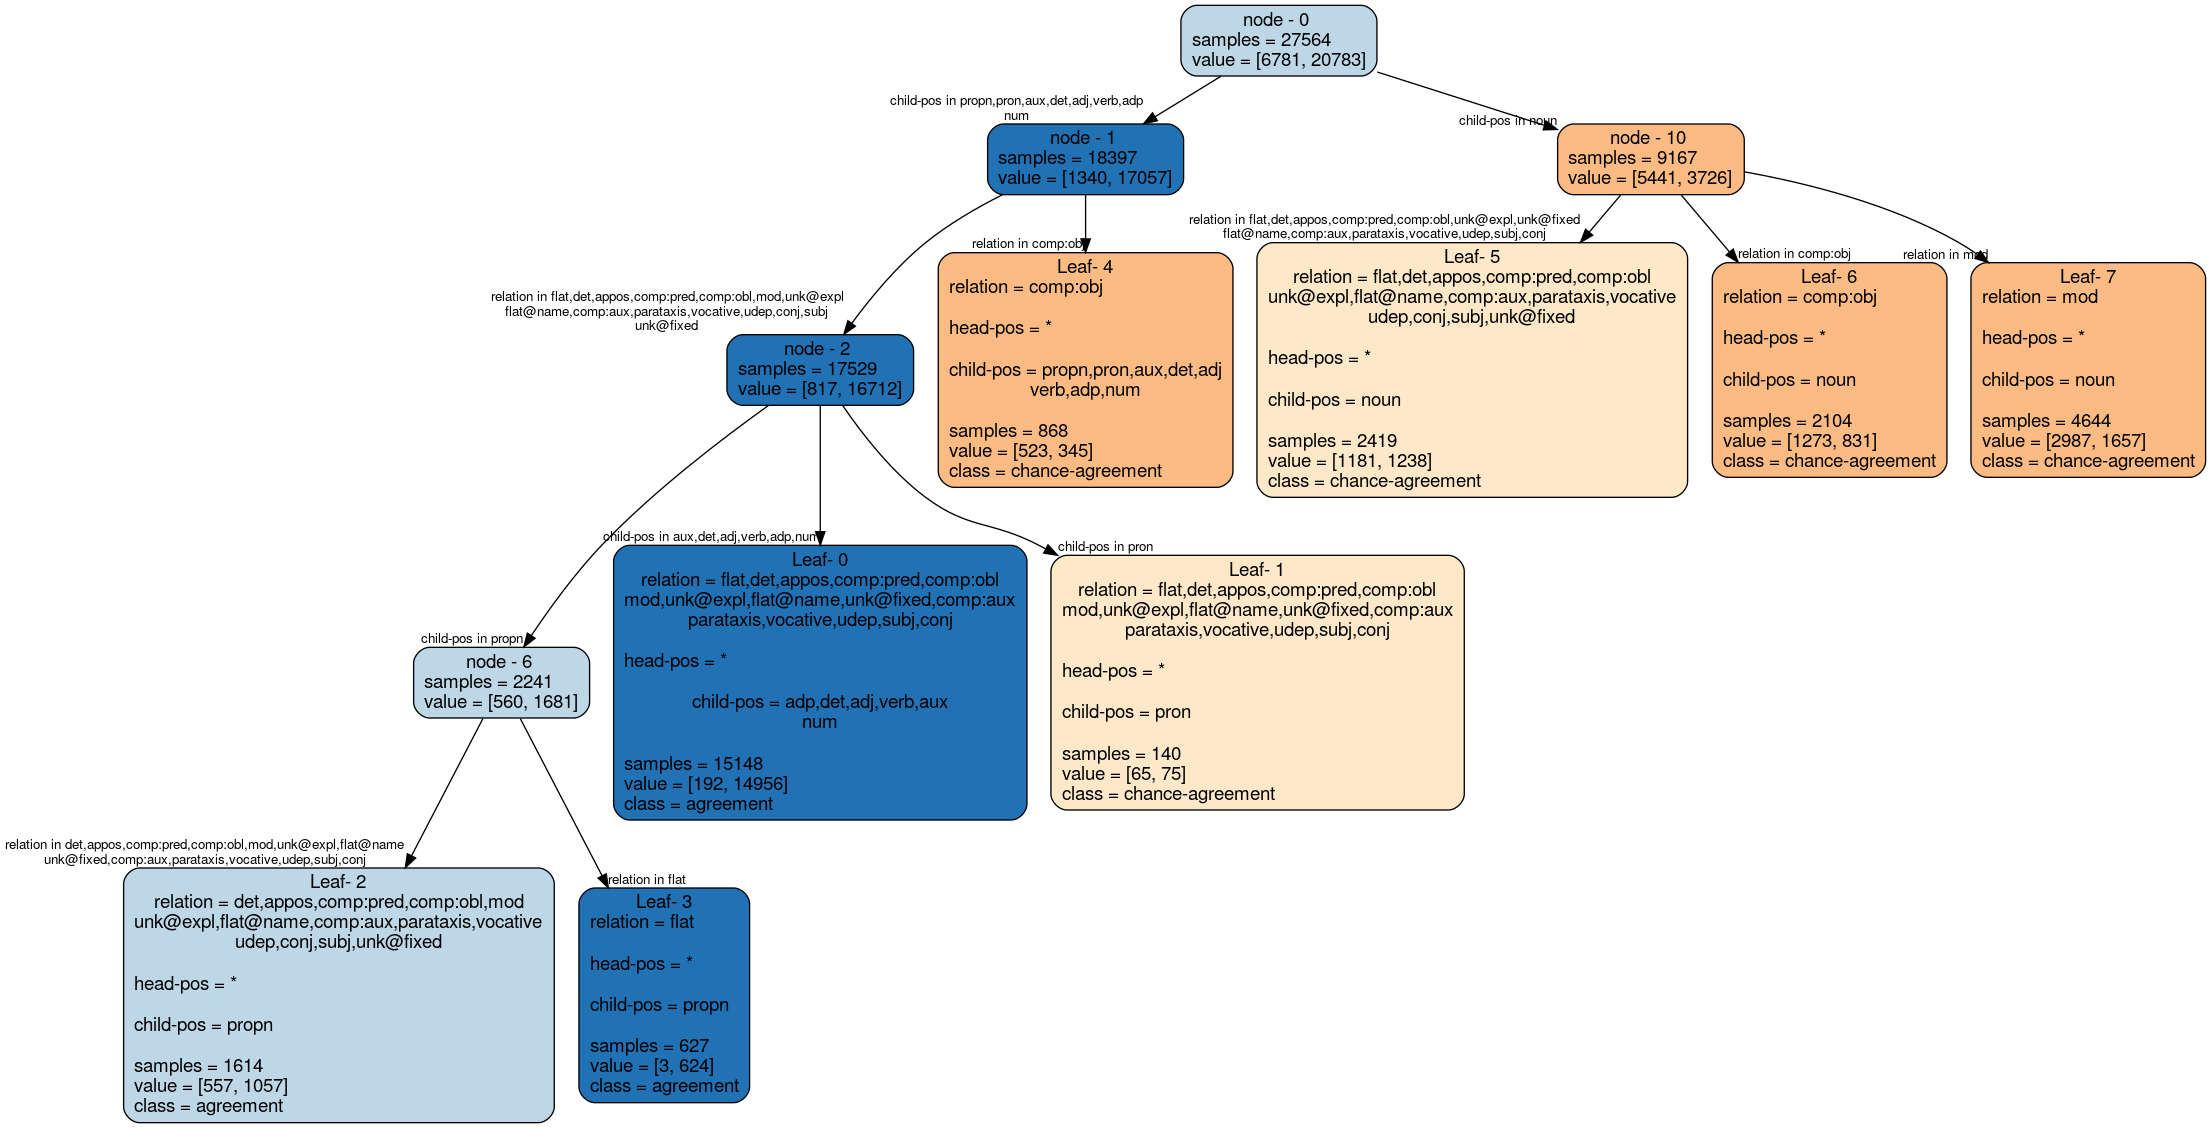 node - 0
samples = 27564
value = [6781, 20783]
child-pos in propn,pron,aux,det,adj,verb,adp
num
child-pos in noun
node - 1
samples = 18397
value = [1340, 17057]
node - 10
samples = 9167
value = [5441, 3726]
relation in flat,det,appos,comp:pred,comp:obl,mod,unk@expl
flat@name,comp:aux,parataxis,vocative,udep,conj,subj
unk@fixed
relation in comp:obj
relation in flat,det,appos,comp:pred,comp:obl,unk@expl,unk@fixed
flat@name,comp:aux,parataxis,vocative,udep,subj,conj
relation in comp:obj
relation in mod
node - 2
samples = 17529
value = [817, 16712]
Leaf- 4
relation = comp:obj
head-pos = *
child-pos = propn,pron,aux,det,adj
verb,adp,num
samples = 868
value = [523, 345]
class = chance-agreement
Leaf- 5
relation = flat,det,appos,comp:pred,comp:obl
unk@expl,flat@name,comp:aux,parataxis,vocative
udep,conj,subj,unk@fixed
head-pos = *
child-pos = noun
samples = 2419
value = [1181, 1238]
class = chance-agreement
Leaf- 6
relation = comp:obj
head-pos = *
child-pos = noun
samples = 2104
value = [1273, 831]
class = chance-agreement
Leaf- 7
relation = mod
head-pos = *
child-pos = noun
samples = 4644
value = [2987, 1657]
class = chance-agreement
child-pos in propn
child-pos in aux,det,adj,verb,adp,num
child-pos in pron
node - 6
samples = 2241
value = [560, 1681]
Leaf- 0
relation = flat,det,appos,comp:pred,comp:obl
mod,unk@expl,flat@name,unk@fixed,comp:aux
parataxis,vocative,udep,subj,conj
head-pos = *
child-pos = adp,det,adj,verb,aux
num
samples = 15148
value = [192, 14956]
class = agreement
Leaf- 1
relation = flat,det,appos,comp:pred,comp:obl
mod,unk@expl,flat@name,unk@fixed,comp:aux
parataxis,vocative,udep,subj,conj
head-pos = *
child-pos = pron
samples = 140
value = [65, 75]
class = chance-agreement
relation in det,appos,comp:pred,comp:obl,mod,unk@expl,flat@name
unk@fixed,comp:aux,parataxis,vocative,udep,subj,conj
relation in flat
Leaf- 2
relation = det,appos,comp:pred,comp:obl,mod
unk@expl,flat@name,comp:aux,parataxis,vocative
udep,conj,subj,unk@fixed
head-pos = *
child-pos = propn
samples = 1614
value = [557, 1057]
class = agreement
Leaf- 3
relation = flat
head-pos = *
child-pos = propn
samples = 627
value = [3, 624]
class = agreement